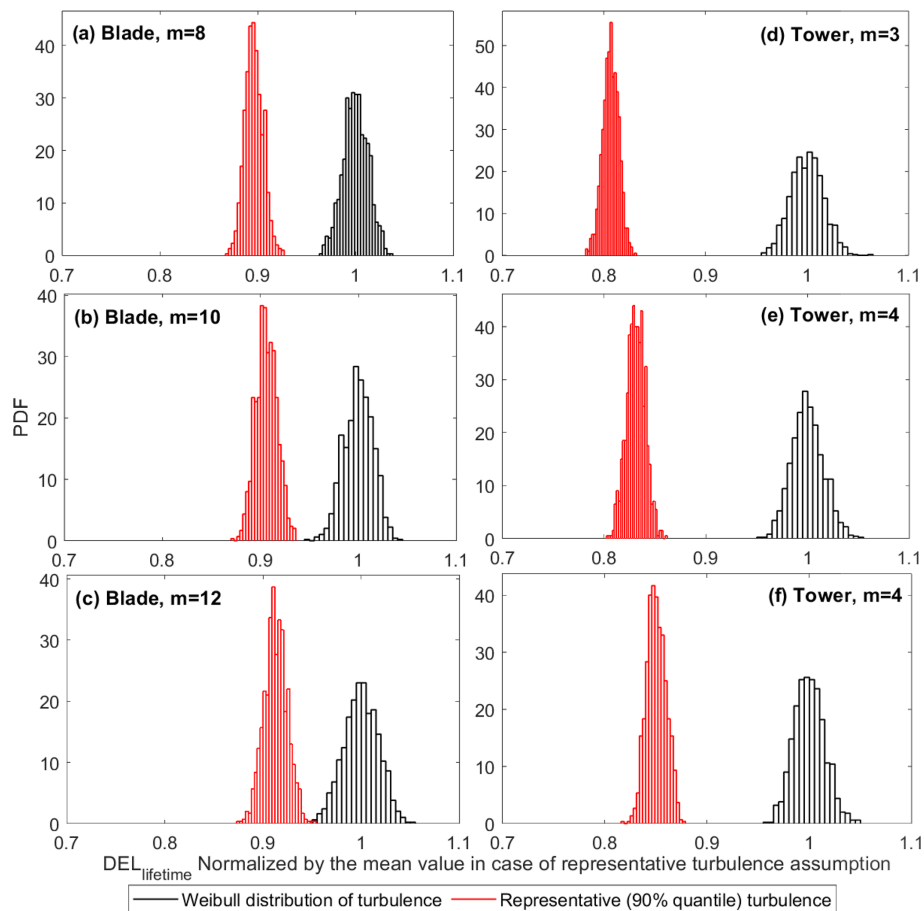 (a) Blade, m=8
40
30
20
10
0
0.7 0.8 0.9 1 1.1
(d) Tower, m=3
50
40
30
20
10
0
0.7 0.8 0.9 1 1.1
(b) Blade, m=10
40
30
20
10
0
0.7 0.8 0.9 1 1.1
(e) Tower, m=4
40
30
20
10
0
0.7 0.8 0.9 1 1.1
PDF
(c) Blade, m=12
40
30
20
10
0
0.7 0.8 0.9 1 1.1
(f) Tower, m=4
40
30
20
10
0
0.7 0.8 0.9 1 1.1
DEL lifetime Normalized by the mean value in case of representative turbulence assumption
Weibull distribution of turbulence Representative (90% quantile) turbulence